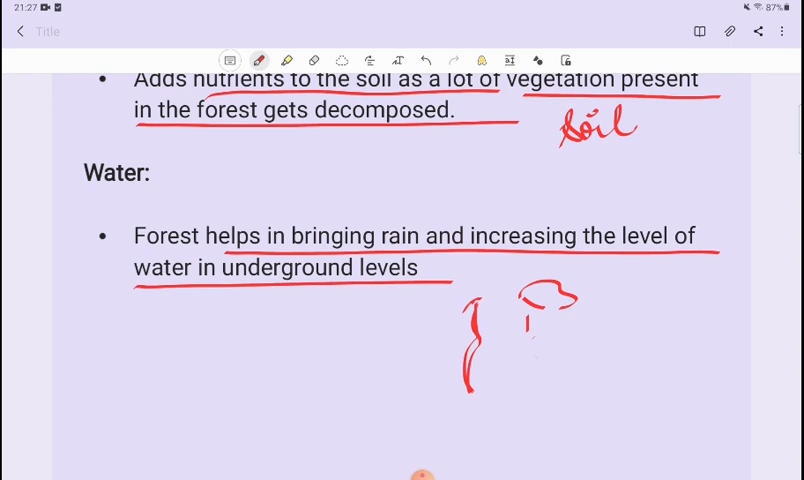 21:27
87%
Title
• Adds nutrients to the soil as a lot of vegetation present
in the forest gets decomposed.
Soil
Water:
• Forest helps in bringing rain and increasing the level of
water in underground levels